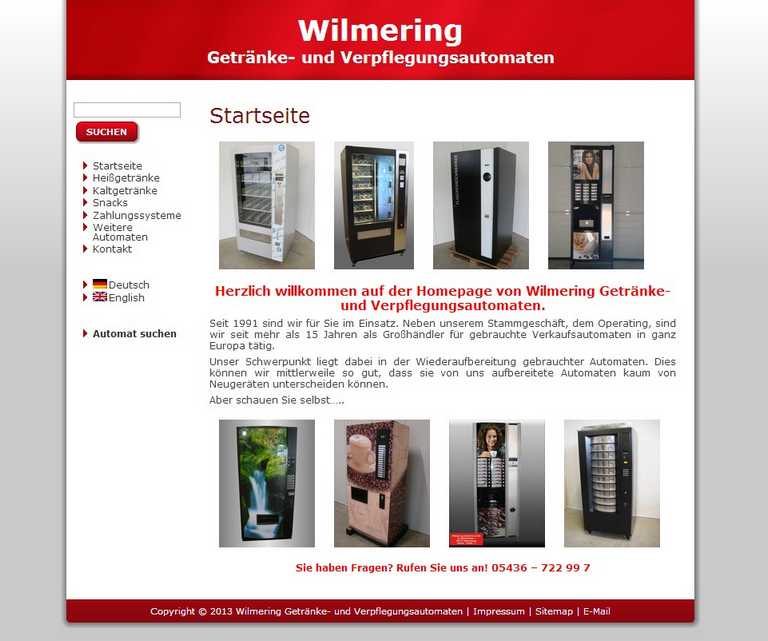 Wilmering
Getränke- und Verpflegungsautomaten
SUCHEN
Startseite
Heißgetränke
Kaltgetränke
Snacks
Zahlungssysteme
Weitere
Automaten
Kontakt
Deutsch
English
Automat suchen
Startseite
Herzlich willkommen auf der Homepage von Wilmering Getränke-
und Verpflegungsautomaten.
Seit 1991 sind wir für Sie im Einsatz. Neben unserem Stammgeschäft, dem Operating, sind
wir seit mehr als 15 Jahren als Großhändler für gebrauchte Verkaufsautomaten in ganz
Europa tätig.
Unser Schwerpunkt liegt dabei in der Wiederaufbereitung gebrauchter Automaten. Dies
können wir mittlerweile so gut, dass sie von uns aufbereitete Automaten kaum von
Neugeräten unterscheiden können.
Aber schauen Sie selbst.....
Sie haben Fragen? Rufen Sie uns an! 05436 – 722 99 7
Copyright © 2013 Wilmering Getränke- und Verpflegungsautomaten | Impressum | Sitemap | E-Mail